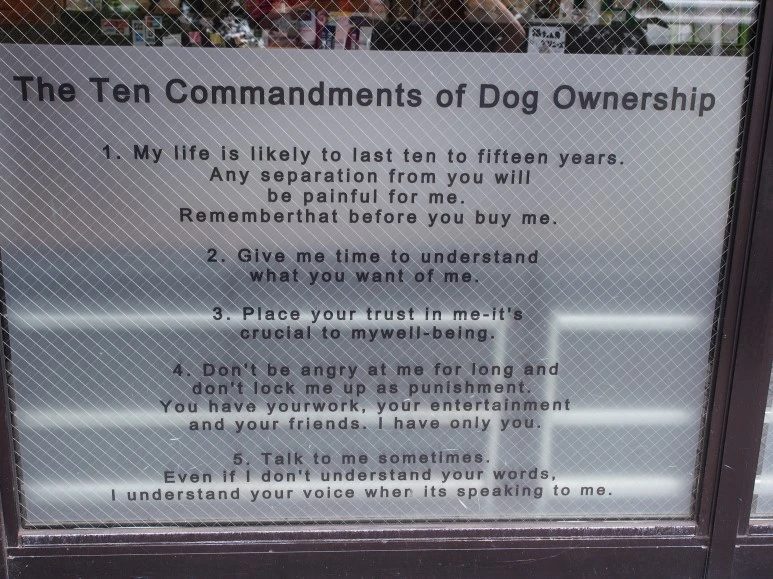 The Ten Commandments of Dog Ownership
1. My life is likely to last ten to fifteen years.
Any separation from you will
be painful for me.
Rememberthat before you buy me.
2. Give me time to understand
what you want of me.
3. Place your trust in me-it's
crucial to mywell-being.
4. Don't be angry at me for long and
don't lock me up as punishment.
You have yourwork, your entertainment
and your friends. I have only you.
5. Talk to me sometimes.
Even if I don't understand your words,
I understand your voice when its speaking to me.